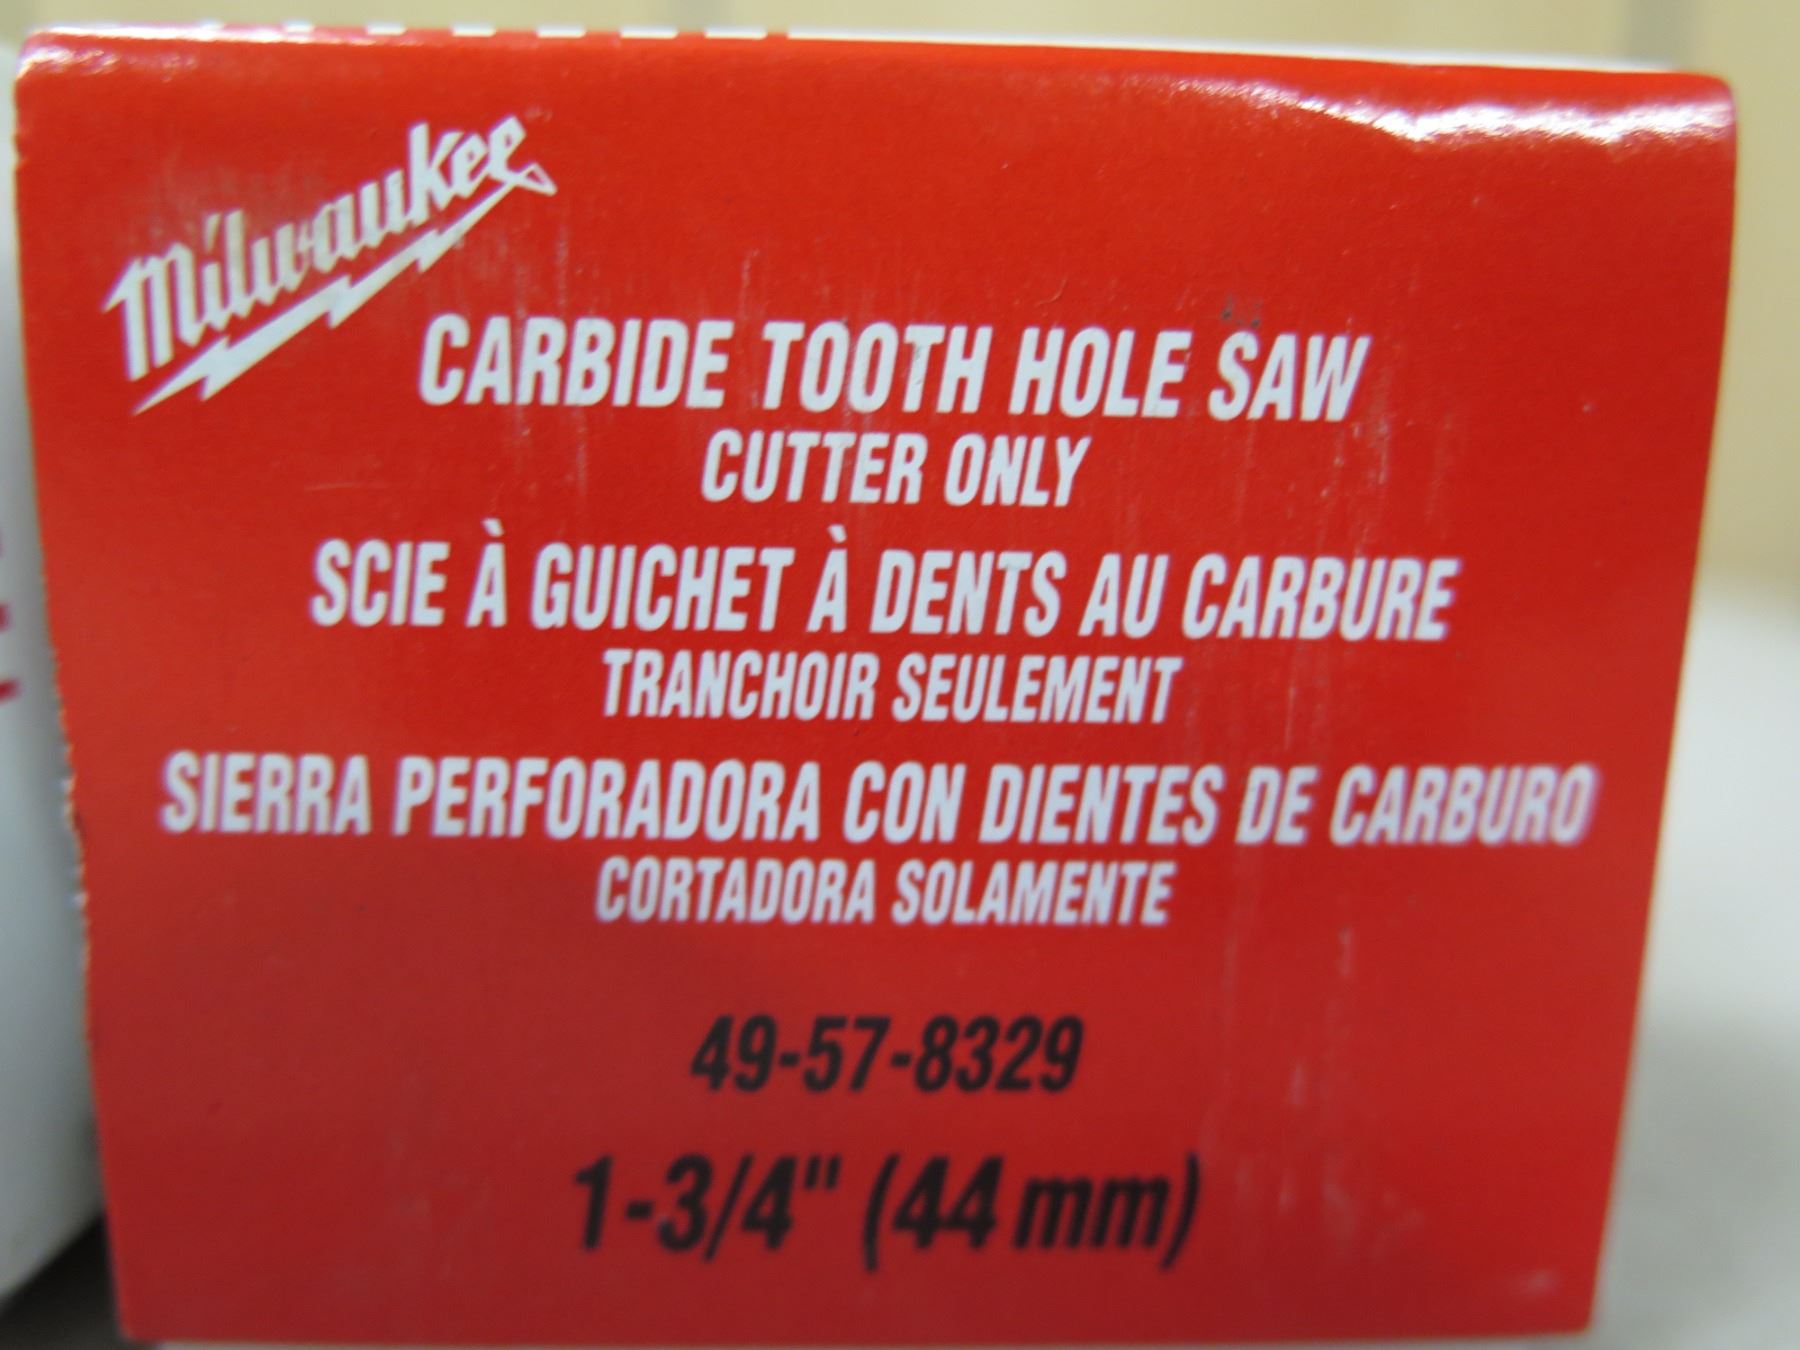 Milwaukee
CARBIDE TOOTH HOLE SAW
CUTTER ONLY
SCIE À GUICHET À DENTS AU CARBURE
TRANCHOIR SEULEMENT
SIERRA PERFORADORA CON DIENTES DE CARBURO
CORTADORA SOLAMENTE
49-57-8329
1-3/4" (44 mm)